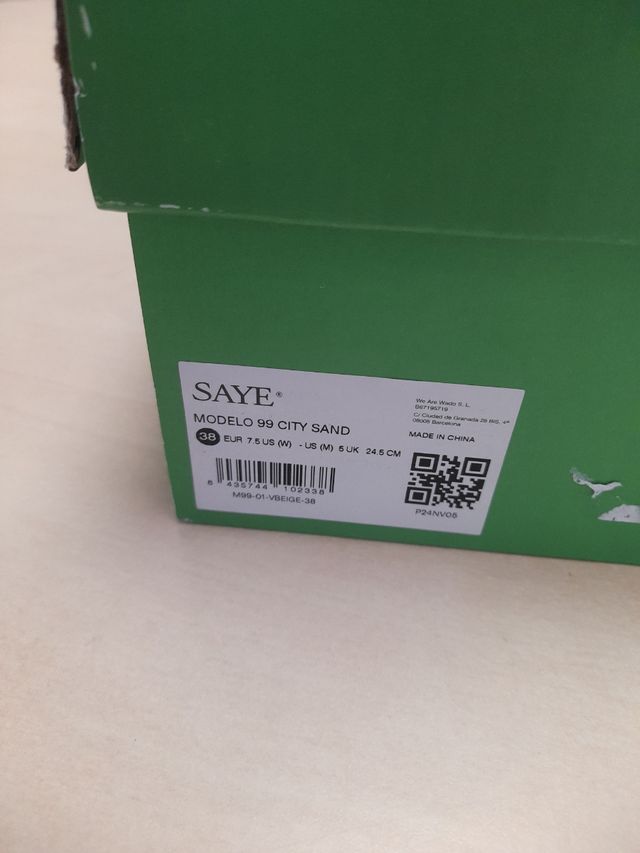 SAYE®
MODELO 99 CITY SAND
38 EUR 7.5 US (W) - US (M) 5 UK 24.5 CM
8 435744 102338
M99-01-VBEIGE-38
We Are Wado S.L.
B67195719
C/ Ciudad de Granada 28 BIS, 4ª
08005 Barcelona
MADE IN CHINA
P24NV05